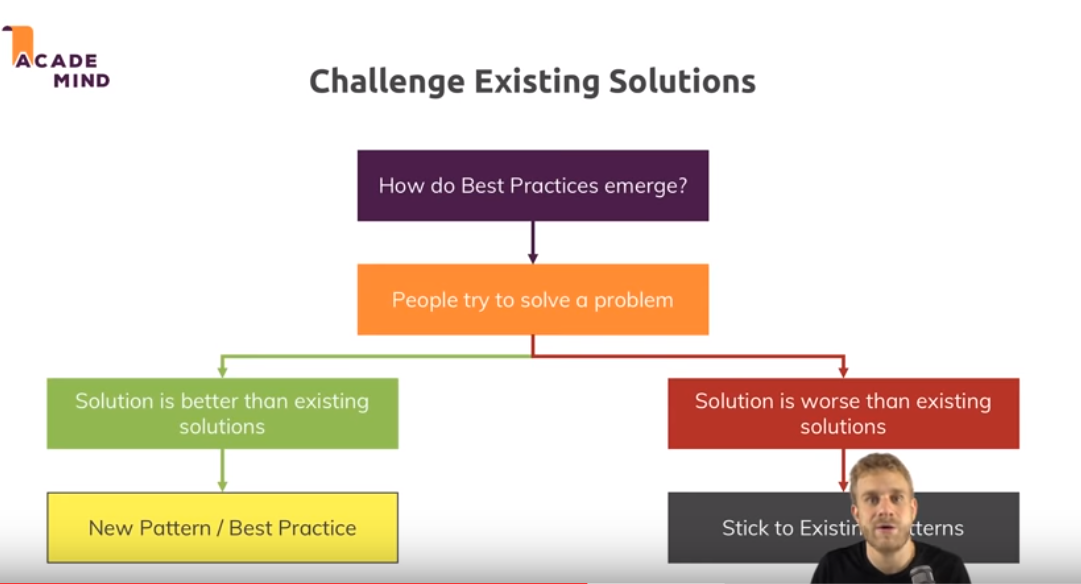 ACADE
MIND
Challenge Existing Solutions
How do Best Practices emerge?
People try to solve a problem
Solution is better than existing
solutions
Solution is worse than existing
solutions
New Pattern / Best Practice
Stick to